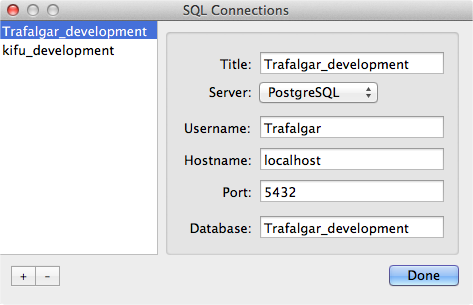 SQL Connections
Trafalgar_development
kifu_development
Title: Trafalgar_development
Server: PostgreSQL
Username: Trafalgar
Hostname: localhost
Port: 5432
Database: Trafalgar_development
+ -
Done